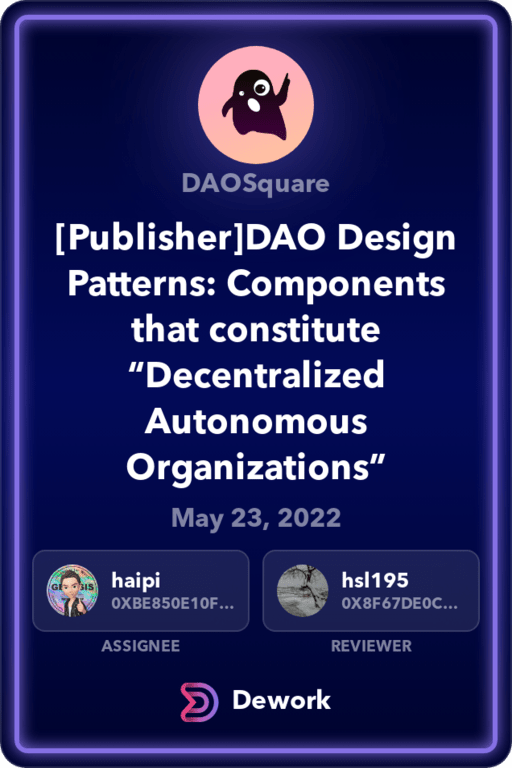 DAOSquare
[Publisher]DAO Design
Patterns: Components
that constitute
“Decentralized
Autonomous
Organizations”
May 23, 2022
haipi
0XBE850E10F...
hsl195
0X8F67DE0C...
ASSIGNEE
REVIEWER
Dework